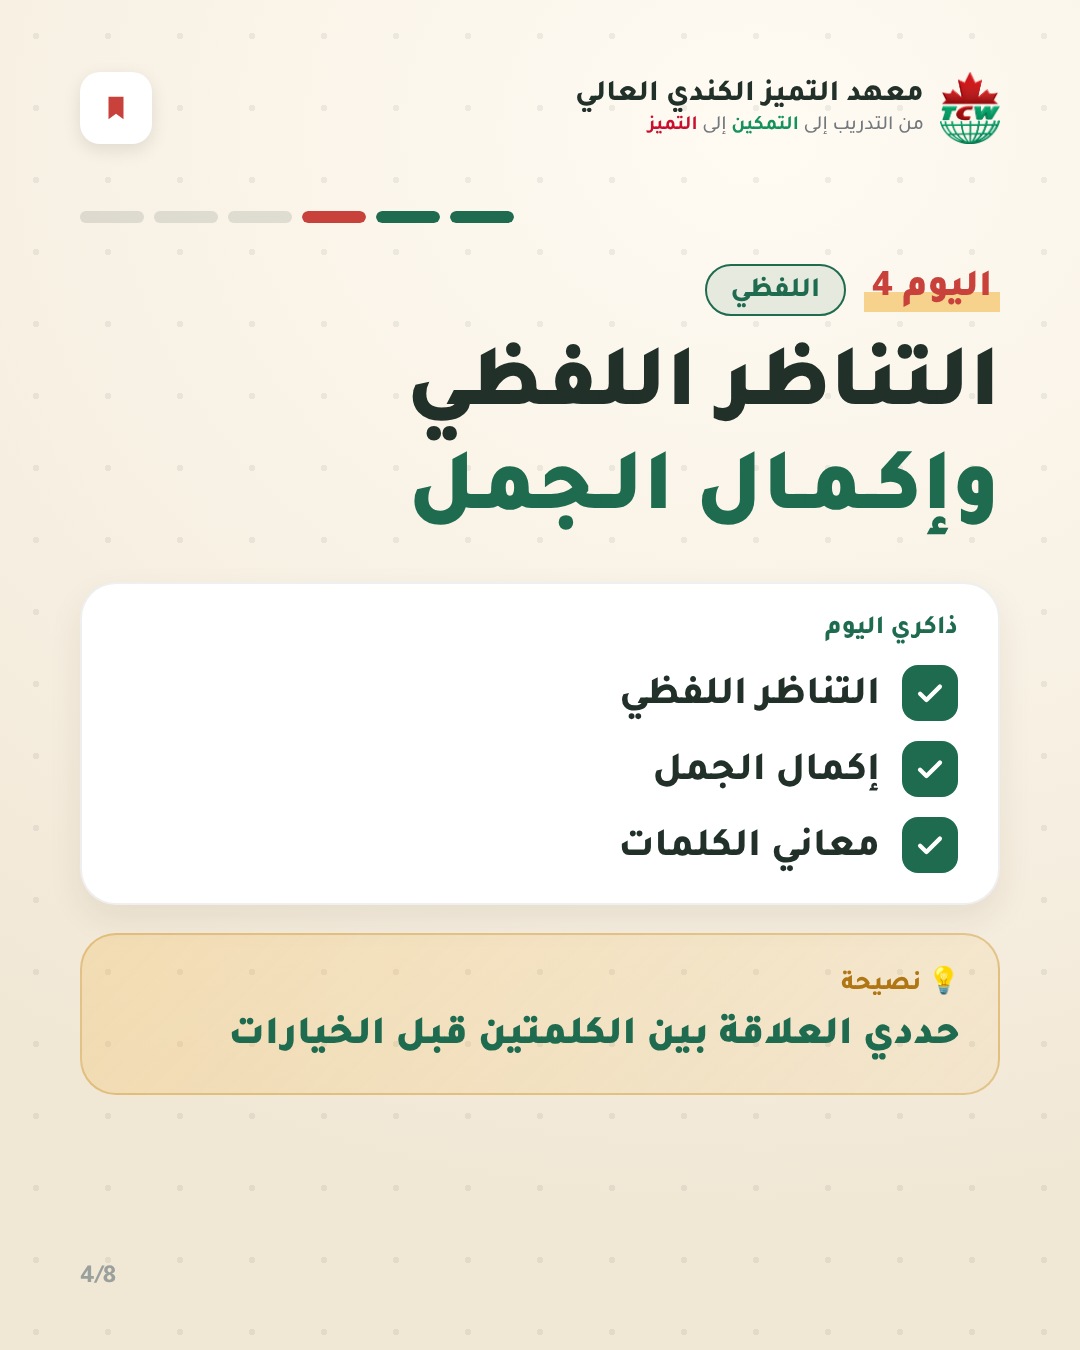 معهد التميز الكندي العالي
من التدريب إلى التمكين إلى التميز
TCW
اليوم 4
اللفظي
التناظر اللفظي
وإكمال الجمل
ذاكري اليوم
التناظر اللفظي
إكمال الجمل
معاني الكلمات
💡 نصيحة
حددي العلاقة بين الكلمتين قبل الخيارات
4/8